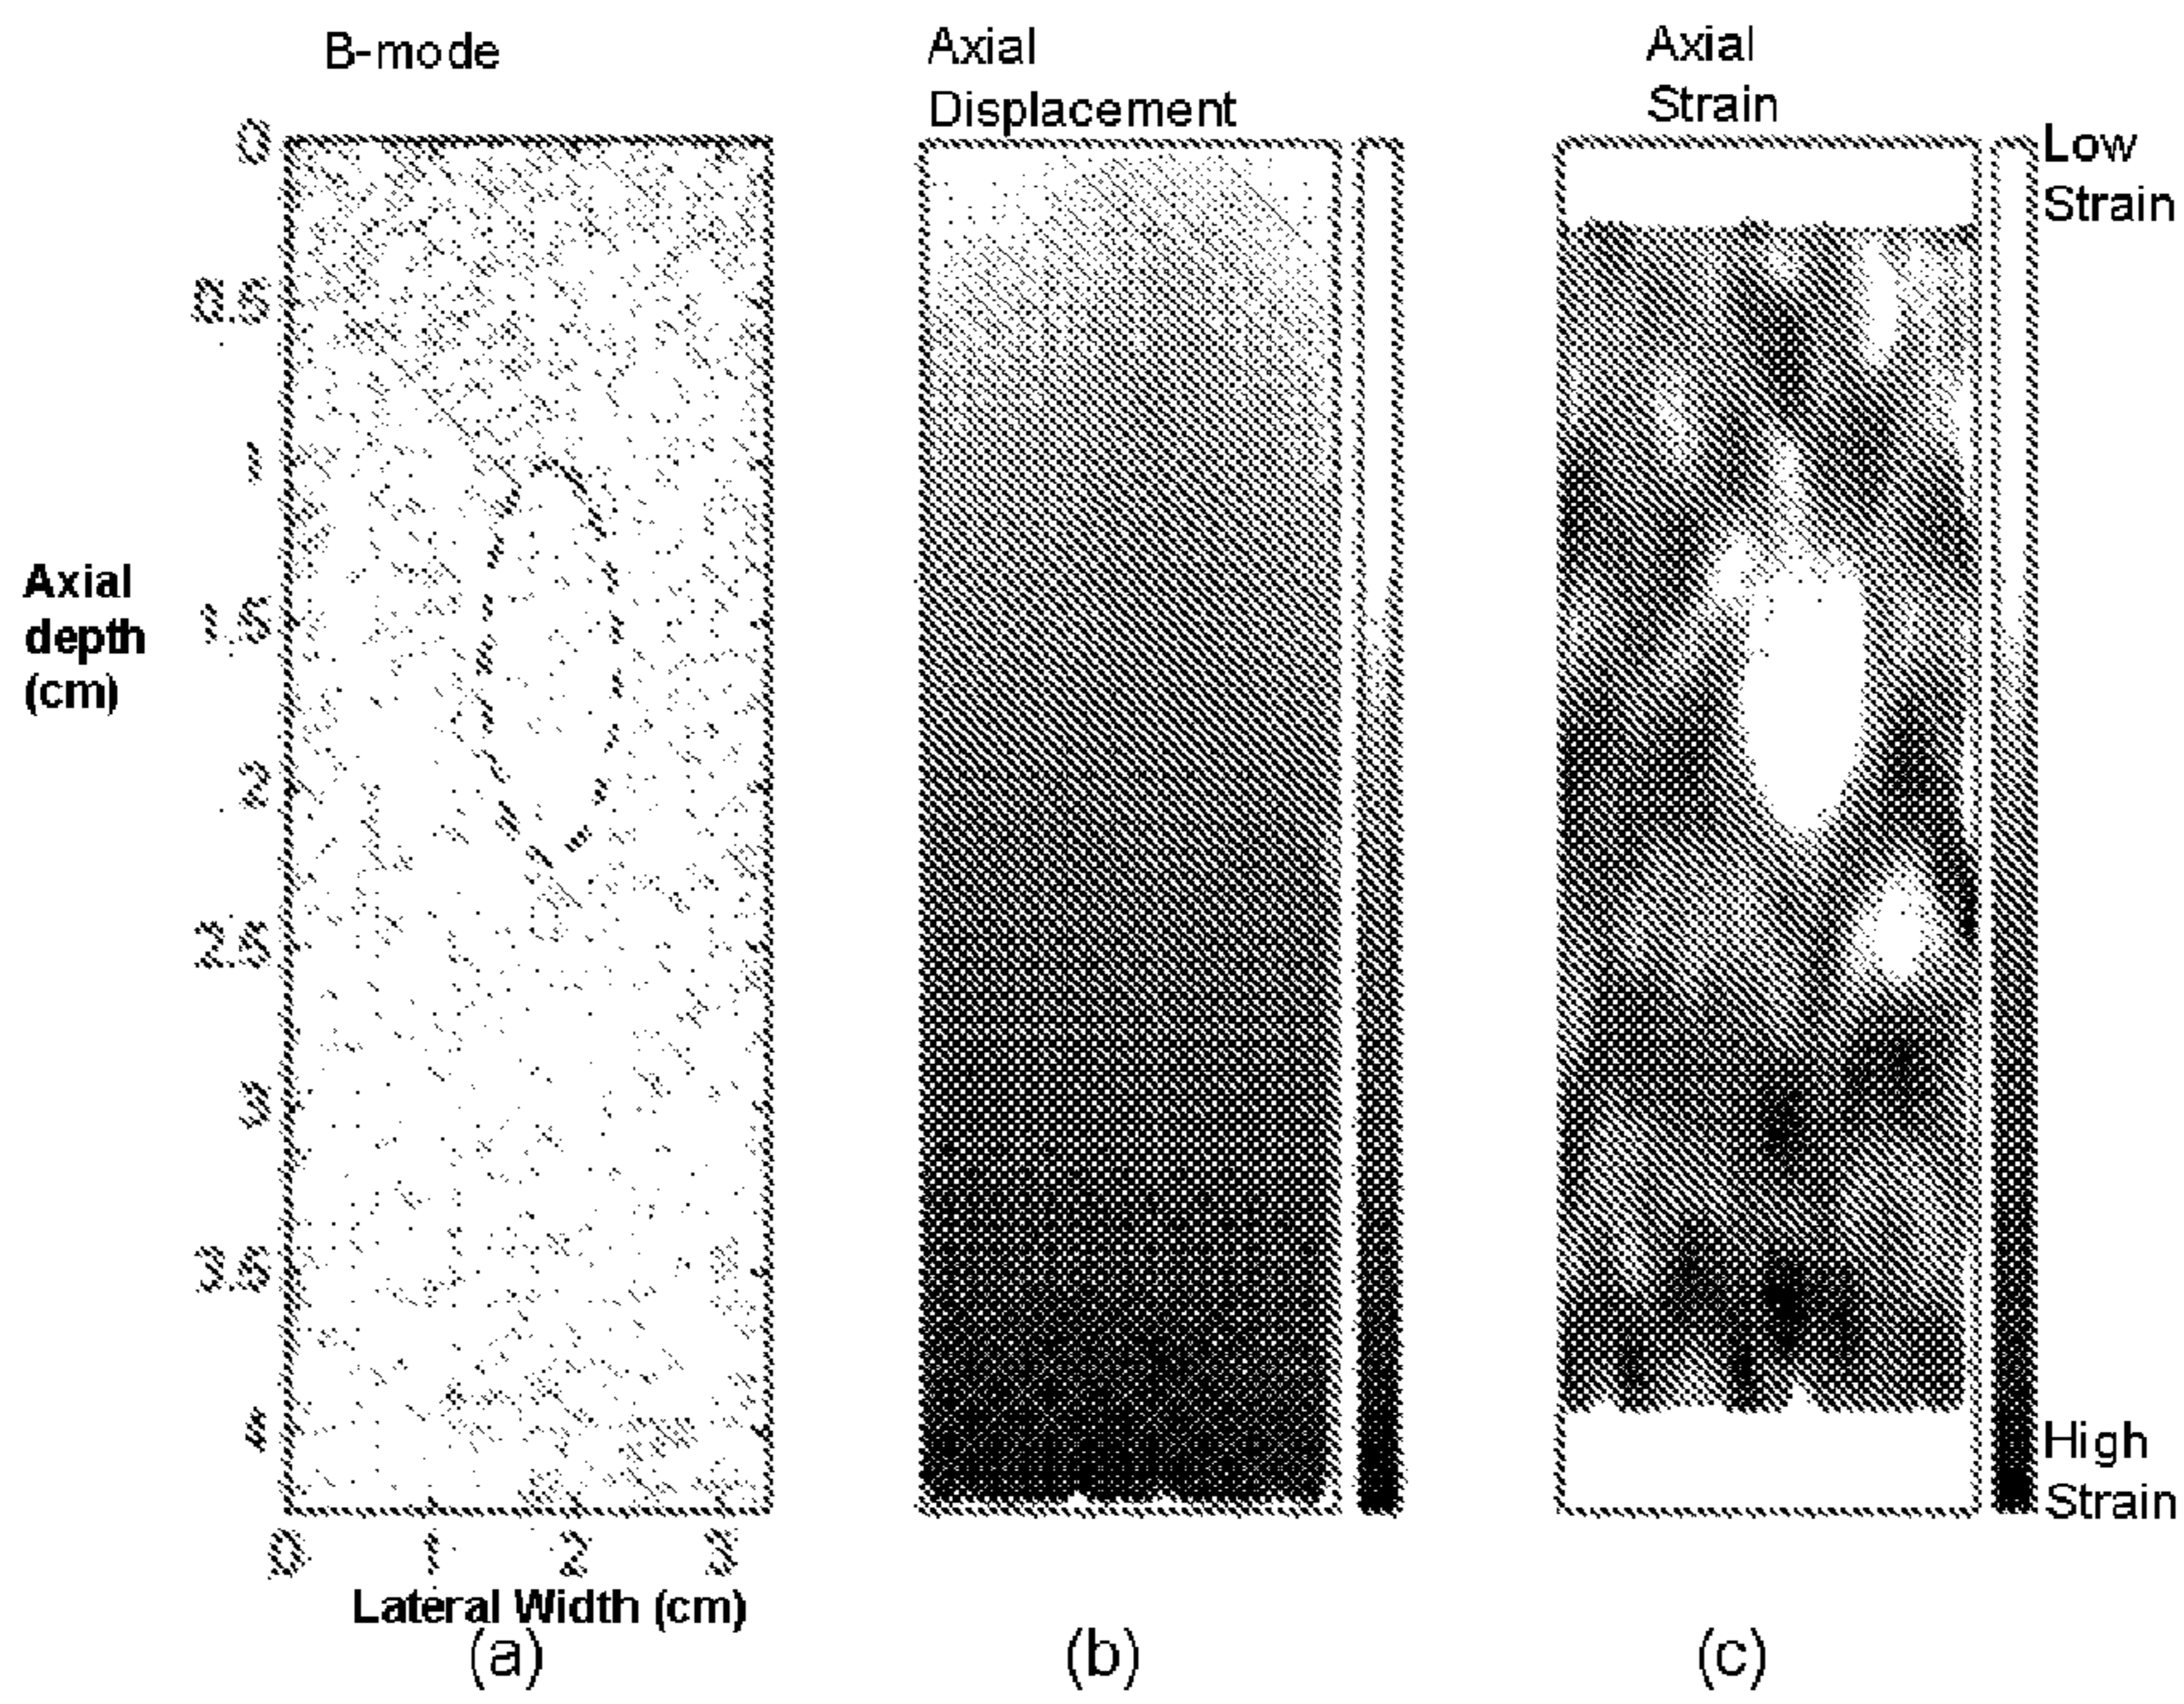 B-mode
Axial
Displacement
Axial
Strain
0
0.5
1
1.5
2
2.5
3
3.5
4
Axial
depth
(cm)
0 1 2 3
Lateral Width (cm)
Low
Strain
High
Strain
(a) (b) (c)